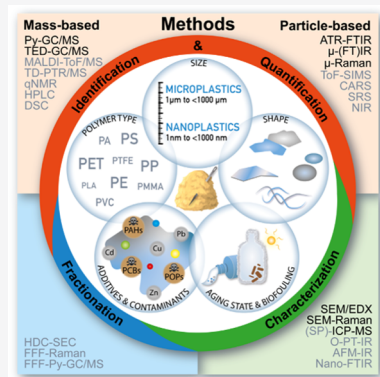 Mass-based
Methods
Particle-based
&
Py-GC/MS
TED-GC/MS
MALDI-ToF/MS
TD-PTR/MS
qNMR
HPLC
DSC
ATR-FTIR
μ-(FT)IR
μ-Raman
ToF-SIMS
CARS
SRS
NIR
Identification
Quantification
SIZE
MICROPLASTICS
1μm to <1000 μm
NANOPLASTICS
1nm to <1000 nm
POLYMER TYPE
PA PS
PET PTFE PP
PLA PE PMMA
PVC
SHAPE
PAHs
Pb
Cd
Cu
PCBs
POPs
Zn
ADDITIVES & CONTAMINANTS
AGING STATE & BIOFOULING
Fractionation
Characterization
HDC-SEC
FFF-Raman
FFF-Py-GC/MS
SEM/EDX
SEM-Raman
(SP)-ICP-MS
O-PT-IR
AFM-IR
Nano-FTIR